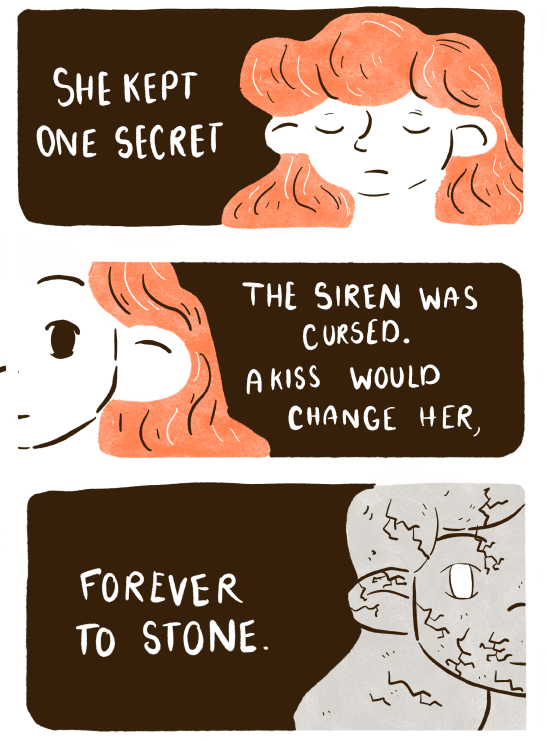 SHE KEPT
ONE SECRET
THE SIREN WAS
CURSED.
A KISS WOULD
CHANGE HER,
FOREVER
TO STONE.